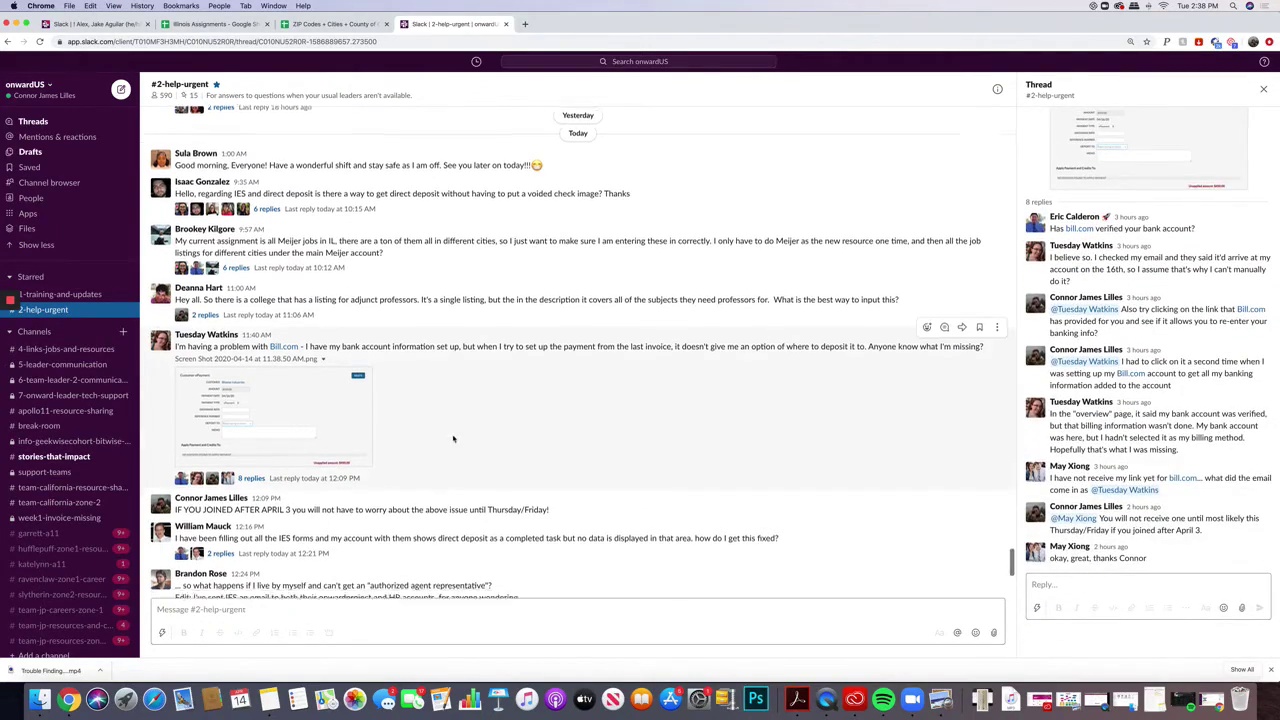 Chrome File Edit View History Bookmarks People Tab Window Help
Tue 2:38 PM
Slack | ! Alex, Jake Aguilar (he/h
Illinois Assignments - Google Sh
ZIP Codes + Cities + County of
Slack | 2-help-urgent | onwardU
app.slack.com/client/T010MF3H3MH/C010NU52R0R/thread/C010NU52R0R-1586889657.273500
Search onwardUS
onwardUS
Connor James Lilles
Threads
Mentions & reactions
Drafts
Saved
Channel browser
People
Apps
Files
Show less
Starred
1-training-and-updates
2-help-urgent
Channels
# 4-links-jobs-and-resources
5-leader-communication
6-team-leader-2-communica...
7-onward-leader-tech-support
# apollo11-resource-sharing
# break-room
info-geekwisecohort-bitwise-...
# stories-that-impact
support-teams
# team-california-resource-sha...
# team-california-zone-2
week1-invoice-missing
# garrett-a11 9+
# hufflepuff-zone1-resou... 9+
# katelynn-a11 1
# ravenclaw-zone1-career 9+
# slytherin-zone2-resour... 9+
# team-jp-careers-zone-1 9+
# team-jp-resources-and-c... 4
# team-jp-resources-zon... 9+
Add a channel
#2-help-urgent
590 15 For answers to questions when your usual leaders aren't available.
2 replies Last reply 18 hours ago
Yesterday
Today
Sula Brown 1:00 AM
Good morning, Everyone! Have a wonderful shift and stay safe as I am off. See you later on today!!!
Isaac Gonzalez 9:35 AM
Hello, regarding IES and direct deposit is there a way to get direct deposit without having to put a voided check image? Thanks
6 replies Last reply today at 10:15 AM
Brookey Kilgore 9:57 AM
My current assignment is all Meijer jobs in IL, there are a ton of them all in different cities, so I just want to make sure I am entering these in correctly. I only have to do Meijer as the new resource one time, and then all the job
listings for different cities under the main Meijer account?
6 replies Last reply today at 10:12 AM
Deanna Hart 11:00 AM
Hey all. So there is a college that has a listing for adjunct professors. It's a single listing, but the in the description it covers all of the subjects they need professors for. What is the best way to input this?
2 replies Last reply today at 11:06 AM
Tuesday Watkins 11:40 AM
I'm having a problem with Bill.com - I have my bank account information set up, but when I try to set up the payment from the last invoice, it doesn't give me an option of where to deposit it to. Anyone know what I'm missing?
Screen Shot 2020-04-14 at 11.38.50 AM.png
8 replies Last reply today at 12:09 PM
Connor James Lilles 12:09 PM
IF YOU JOINED AFTER APRIL 3 you will not have to worry about the above issue until Thursday/Friday!
William Mauck 12:16 PM
I have been filling out all the IES forms and my account with them shows direct deposit as a completed task but no data is displayed in that area. how do I get this fixed?
2 replies Last reply today at 12:21 PM
Brandon Rose 12:24 PM
... so what happens if I live by myself and can't get an "authorized agent representative"?
Edit: I've sent IES an email to both their onwardproject and HR accounts, for anyone wondering
Message #2-help-urgent
Thread
#2-help-urgent
8 replies
Eric Calderon 3 hours ago
Has bill.com verified your bank account?
Tuesday Watkins 3 hours ago
I believe so. I checked my email and they said it'd arrive at my
account on the 16th, so I assume that's why I can't manually
do it?
Connor James Lilles 3 hours ago
@Tuesday Watkins Also try clicking on the link that Bill.com
has provided for you and see if it allows you to re-enter your
banking info?
Connor James Lilles 3 hours ago
@Tuesday Watkins I had to click on it a second time when I
was setting up my Bill.com account to get all my banking
information added to the account
Tuesday Watkins 3 hours ago
In the "overview" page, it said my bank account was verified,
but that billing information wasn't done. My bank account
was here, but I hadn't selected it as my billing method.
Hopefully that's what I was missing.
May Xiong 3 hours ago
I have not receive my link yet for bill.com... what did the email
come in as @Tuesday Watkins
Connor James Lilles 2 hours ago
@May Xiong You will not receive one until most likely this
Thursday/Friday if you joined after April 3.
May Xiong 2 hours ago
okay, great, thanks Connor
Reply...
Trouble Finding....mp4
Show All